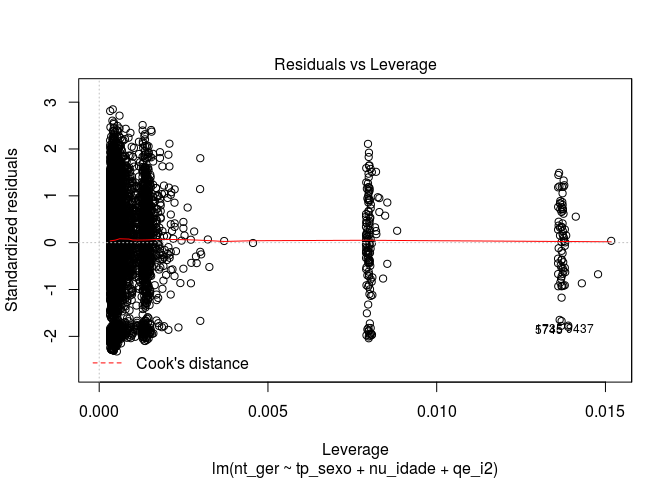 Residuals vs Leverage
Standardized residuals
3
2
1
0
-1
-2
Cook's distance
0.000 0.005 0.010 0.015
Leverage
lm(nt_ger ~ tp_sexo + nu_idade + qe_i2)